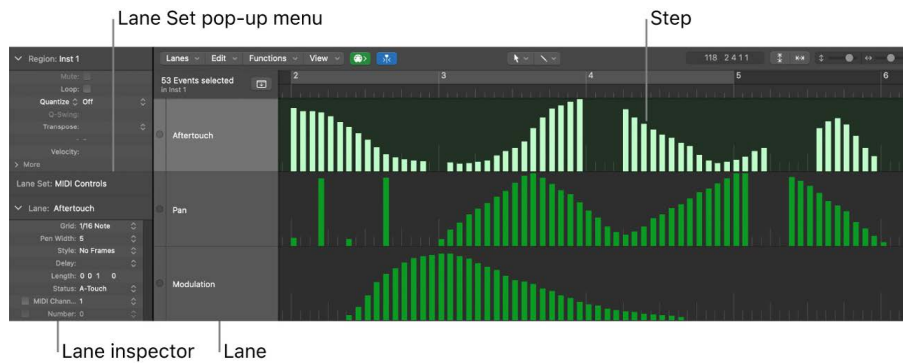 Lane Set pop-up menu
Step
Region: Inst 1
Lanes Edit Functions View
118 2 4 1 1
Mute:
Loop:
Quantize Off
Q-Swing:
Transpose:
Velocity:
More
53 Events selected
in Inst 1
2 3 4 5 6
Aftertouch
Lane Set: MIDI Controls
Lane: Aftertouch
Grid: 1/16 Note
Pen Width: 5
Style: No Frames
Delay:
Length: 0 0 1 0
Status: A-Touch
MIDI Chann... 1
Number: 0
Pan
Modulation
Lane inspector
Lane